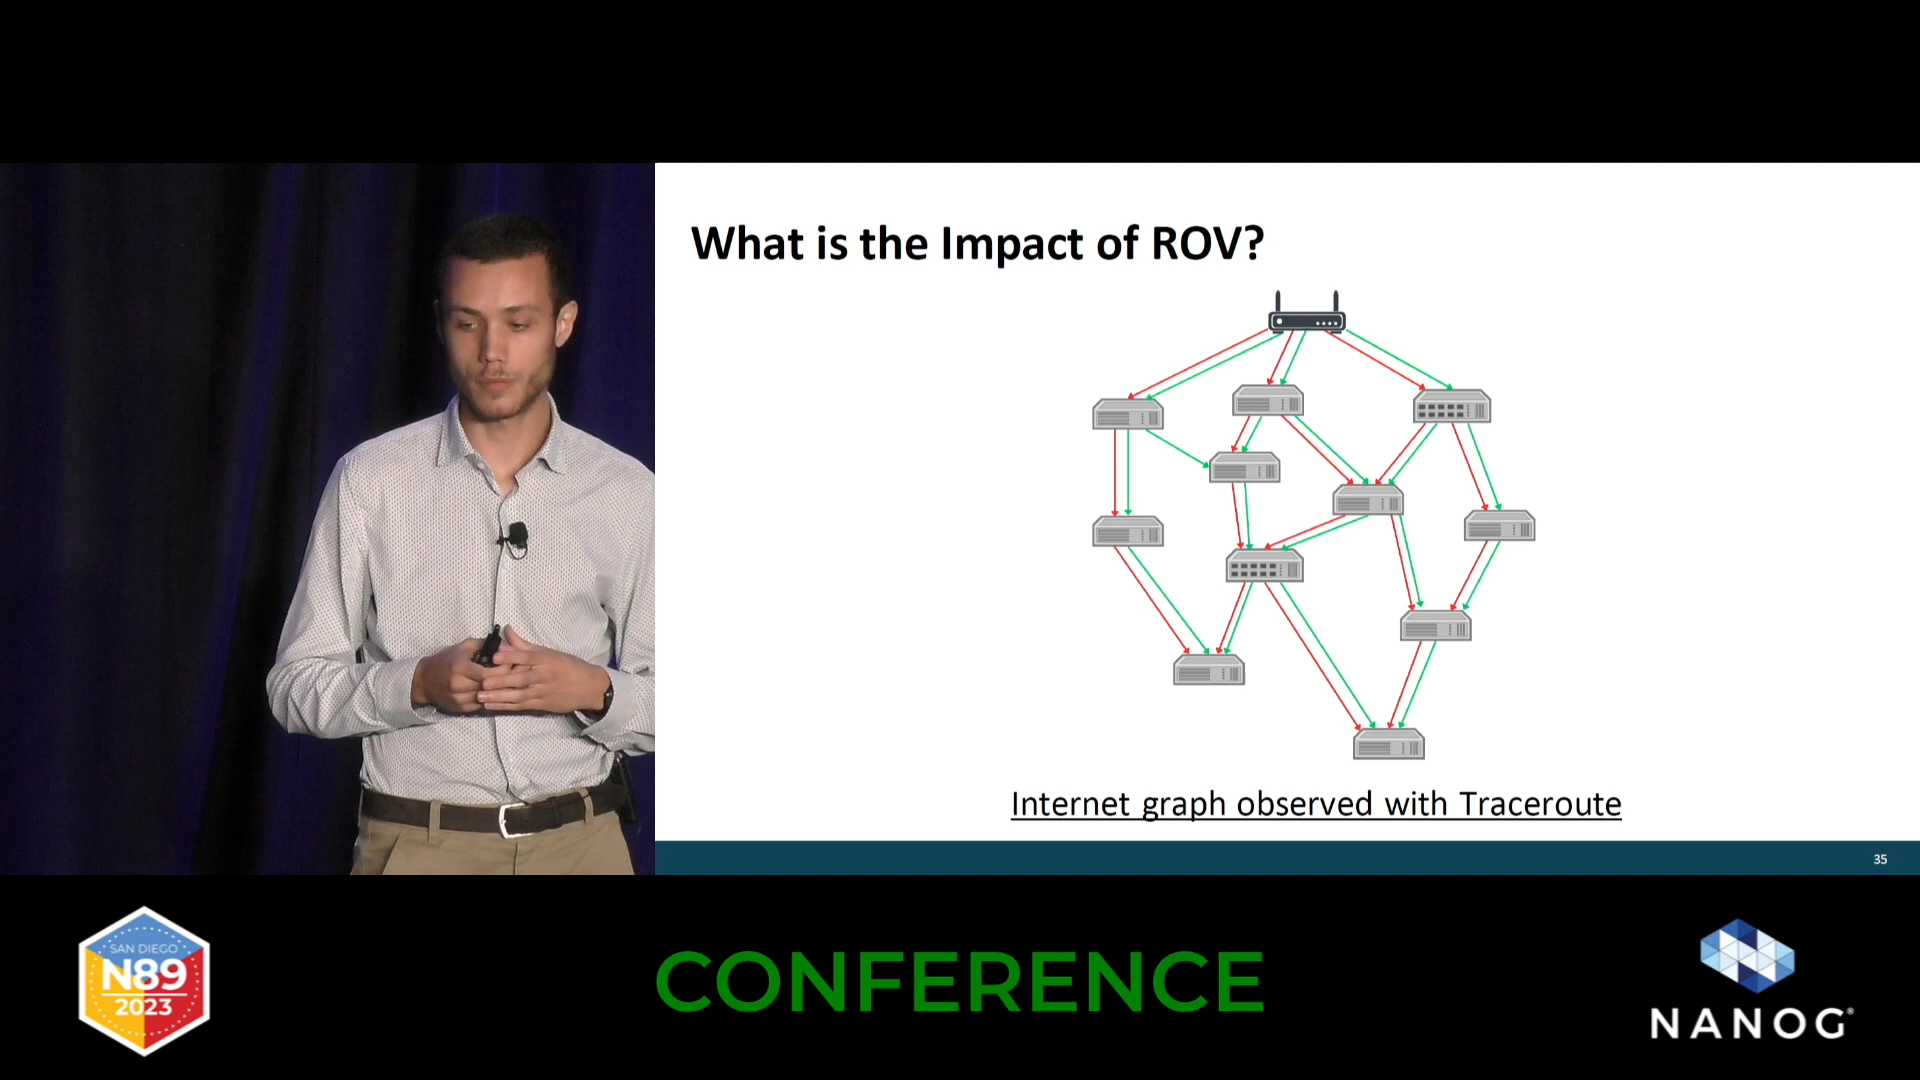 What is the Impact of ROV?
Internet graph observed with Traceroute
35
SAN DIEGO
N89
2023
CONFERENCE
NANOG®